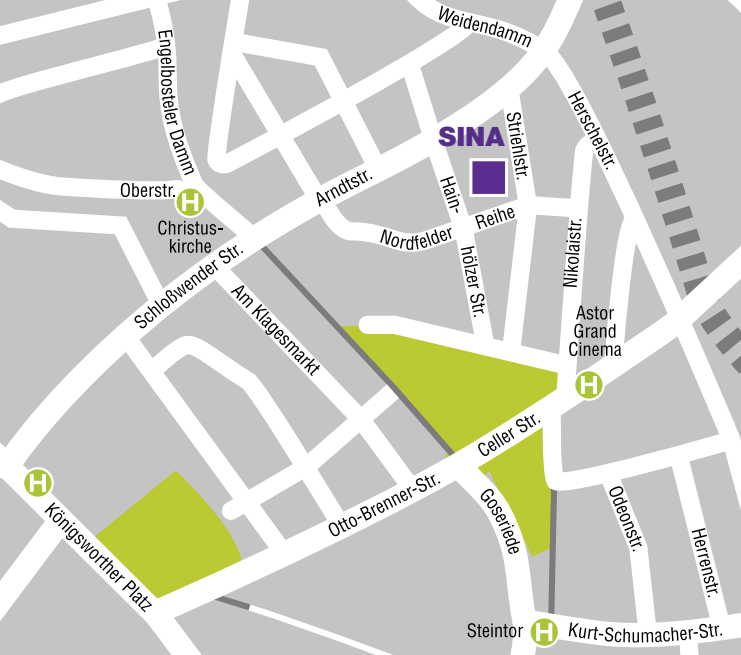 Weidendamm
Engelbosteler Damm
Herschelstr.
Striehlstr.
SINA
Oberstr.
H
Arndtstr.
Hain-
hölzer Str.
Nordfelder Reihe
Christus-
kirche
Nikolaistr.
Schloßwender Str.
Am Klagesmarkt
Astor
Grand
Cinema
H
Celler Str.
H
Otto-Brenner-Str.
Königsworther Platz
Goseriede
Odeonstr.
Herrenstr.
Steintor H
Kurt-Schumacher-Str.